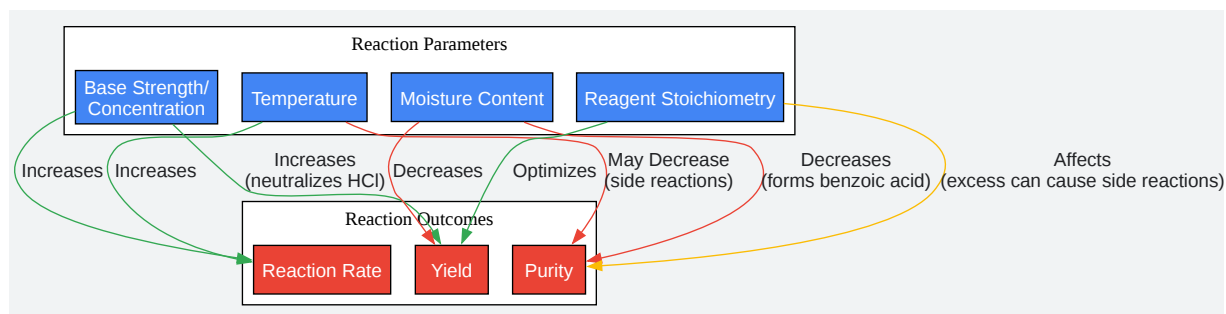 Reaction Parameters
Base Strength/
Concentration
Temperature
Moisture Content
Reagent Stoichiometry
Increases
Increases
Increases
(neutralizes HCl)
Decreases
Optimizes
May Decrease
(side reactions)
Decreases
(forms benzoic acid)
Affects
(excess can cause side reactions)
Reaction Outcomes
Reaction Rate
Yield
Purity